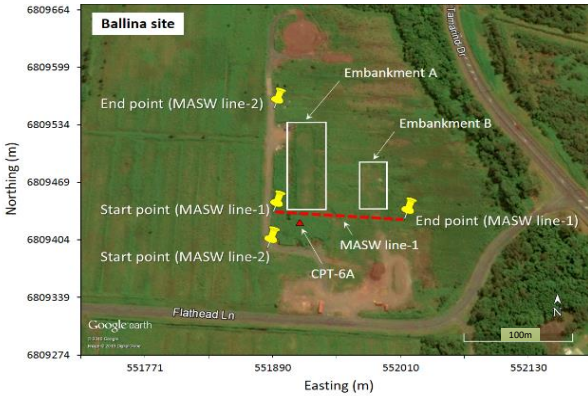 Ballina site
Tamarind Dr
Embankment A
End point (MASW line-2)
Embankment B
Start point (MASW line-1)
End point (MASW line-1)
MASW line-1
Start point (MASW line-2)
CPT-6A
Flathead Ln
Google earth
N
100m
6809664
6809599
6809534
6809469
6809404
6809339
6809274
Northing (m)
551771
551890
552010
552130
Easting (m)